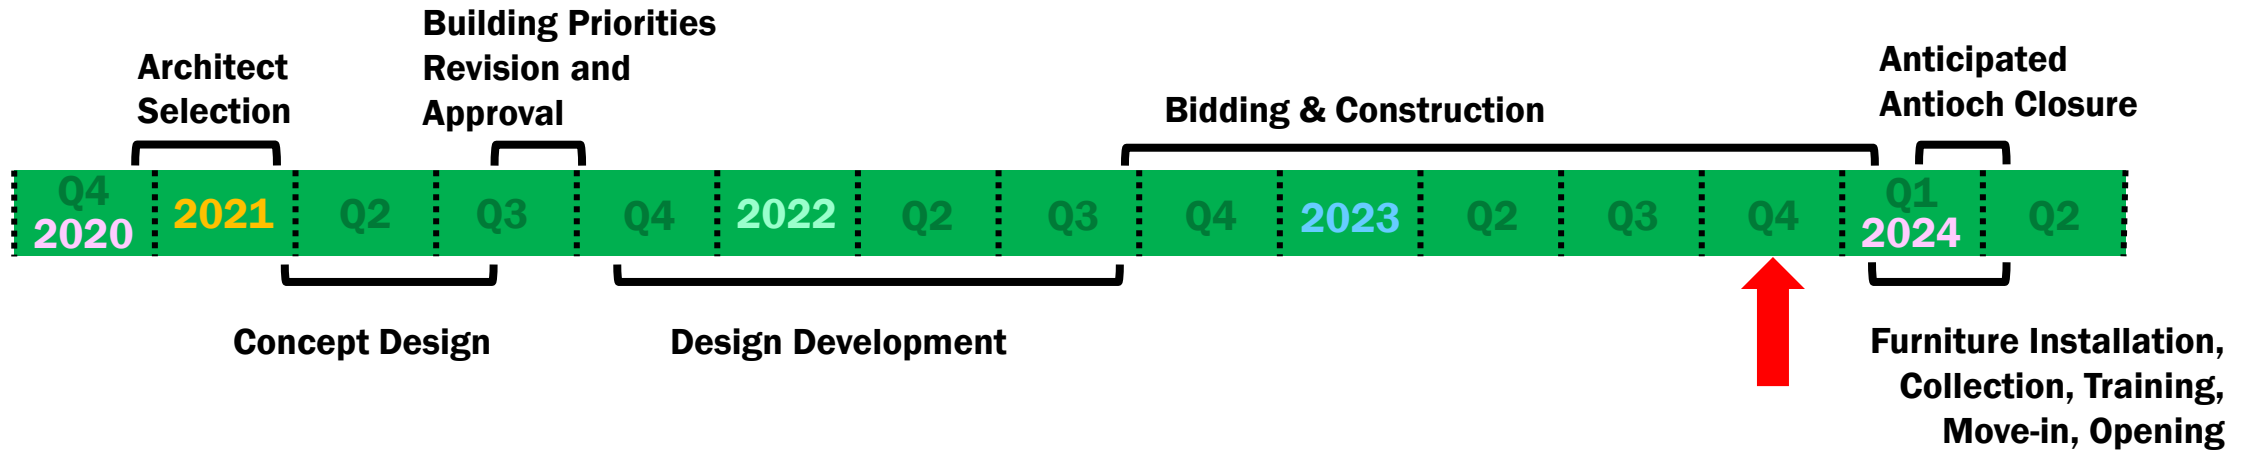 Architect
Selection
Building Priorities
Revision and
Approval
Bidding & Construction
Anticipated
Antioch Closure
Q4
2020
2021
Q2
Q3
Q4
2022
Q2
Q3
Q4
2023
Q2
Q3
Q4
Q1
2024
Q2
Concept Design
Design Development
Furniture Installation,
Collection, Training,
Move-in, Opening